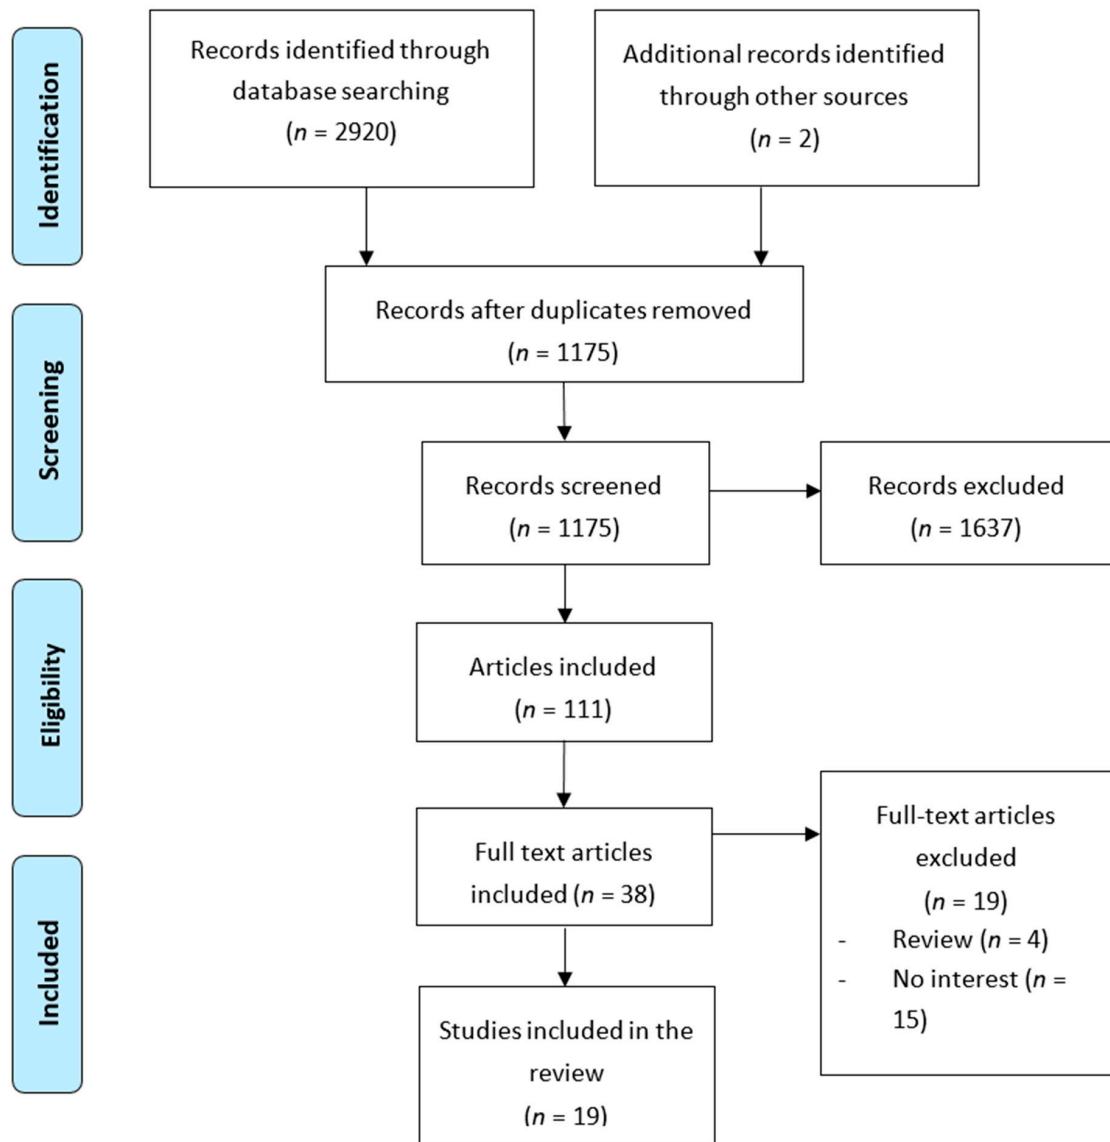 Identification
Records identified through
database searching
(n = 2920)
Additional records identified
through other sources
(n = 2)
Records after duplicates removed
(n = 1175)
Screening
Records screened
(n = 1175)
Records excluded
(n = 1637)
Eligibility
Articles included
(n = 111)
Full text articles
included (n = 38)
Full-text articles
excluded
(n = 19)
- Review (n = 4)
- No interest (n =
15)
Included
Studies included in the
review
(n = 19)